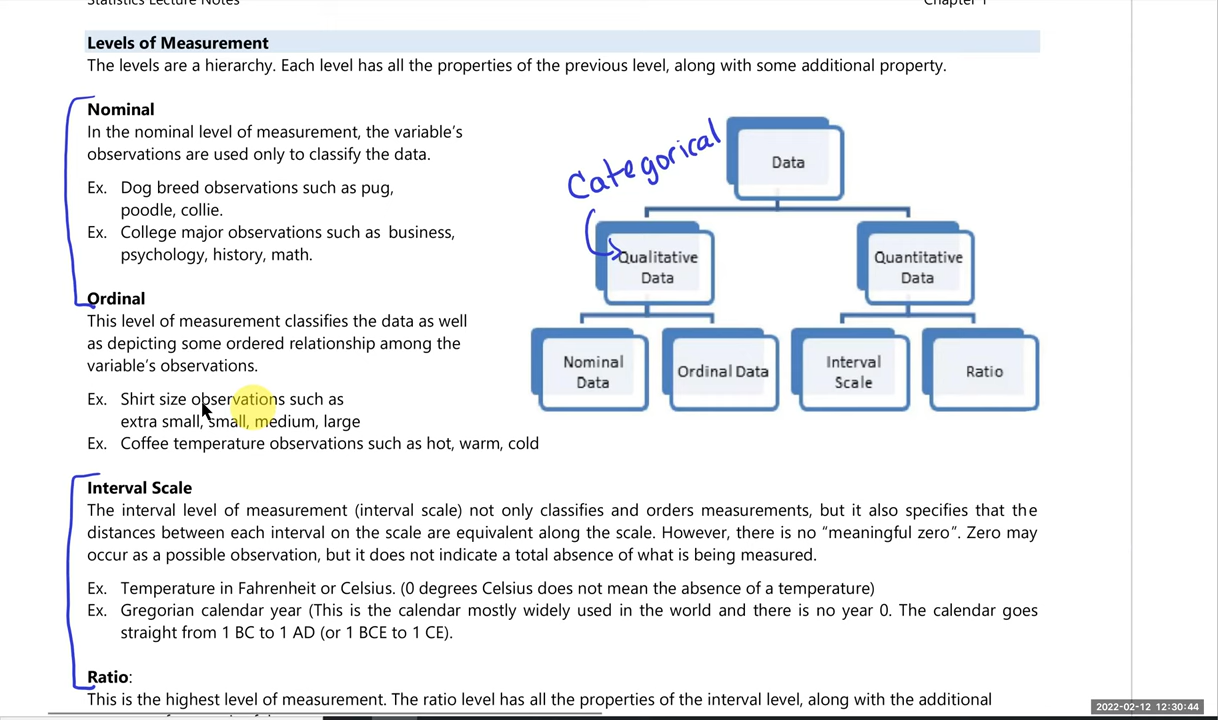 Statistics Lecture Notes
Chapter 1
Levels of Measurement
The levels are a hierarchy. Each level has all the properties of the previous level, along with some additional property.
Nominal
In the nominal level of measurement, the variable's
observations are used only to classify the data.
Ex. Dog breed observations such as pug,
poodle, collie.
Ex. College major observations such as business,
psychology, history, math.
Categorical
Data
Qualitative
Data
Quantitative
Data
Nominal
Data
Ordinal Data
Interval
Scale
Ratio
Ordinal
This level of measurement classifies the data as well
as depicting some ordered relationship among the
variable's observations.
Ex. Shirt size observations such as
extra small, small, medium, large
Ex. Coffee temperature observations such as hot, warm, cold
Interval Scale
The interval level of measurement (interval scale) not only classifies and orders measurements, but it also specifies that the
distances between each interval on the scale are equivalent along the scale. However, there is no “meaningful zero”. Zero may
occur as a possible observation, but it does not indicate a total absence of what is being measured.
Ex. Temperature in Fahrenheit or Celsius. (0 degrees Celsius does not mean the absence of a temperature)
Ex. Gregorian calendar year (This is the calendar mostly widely used in the world and there is no year 0. The calendar goes
straight from 1 BC to 1 AD (or 1 BCE to 1 CE).
Ratio:
This is the highest level of measurement. The ratio level has all the properties of the interval level, along with the additional
2022-02-12 12:30:44